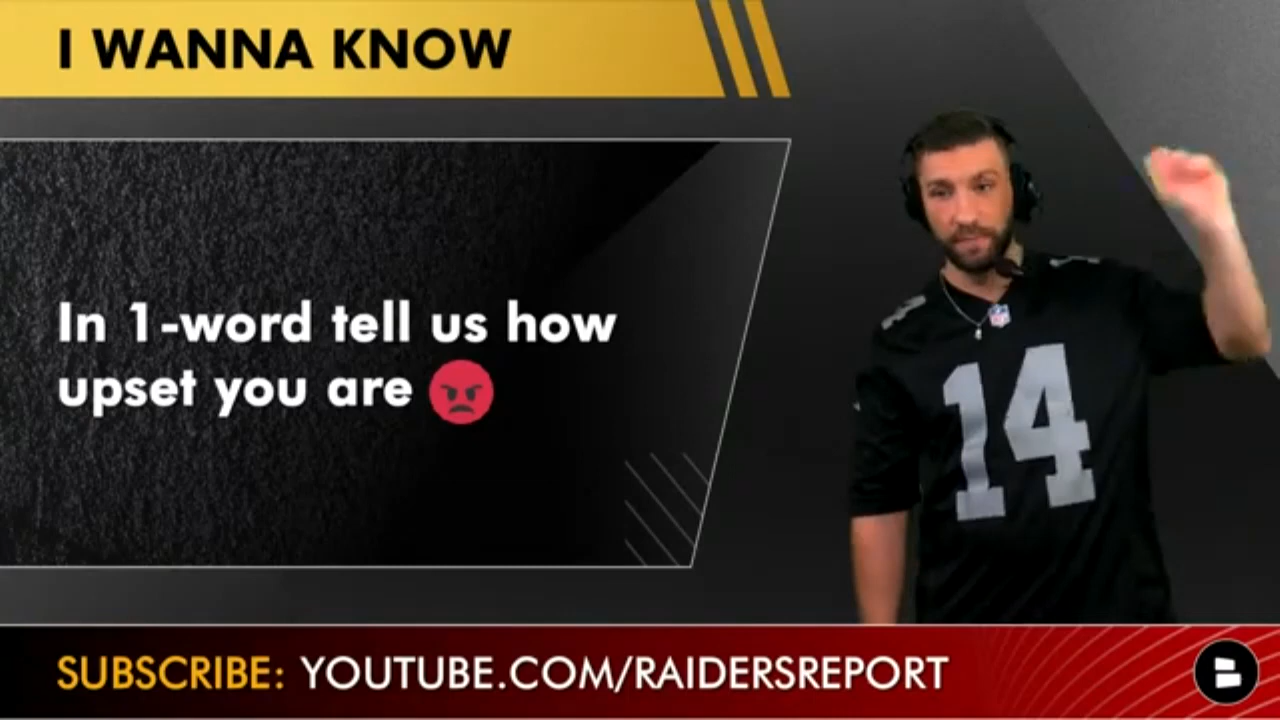 I WANNA KNOW
In 1-word tell us how
upset you are 😡
14
SUBSCRIBE: YOUTUBE.COM/RAIDERSREPORT